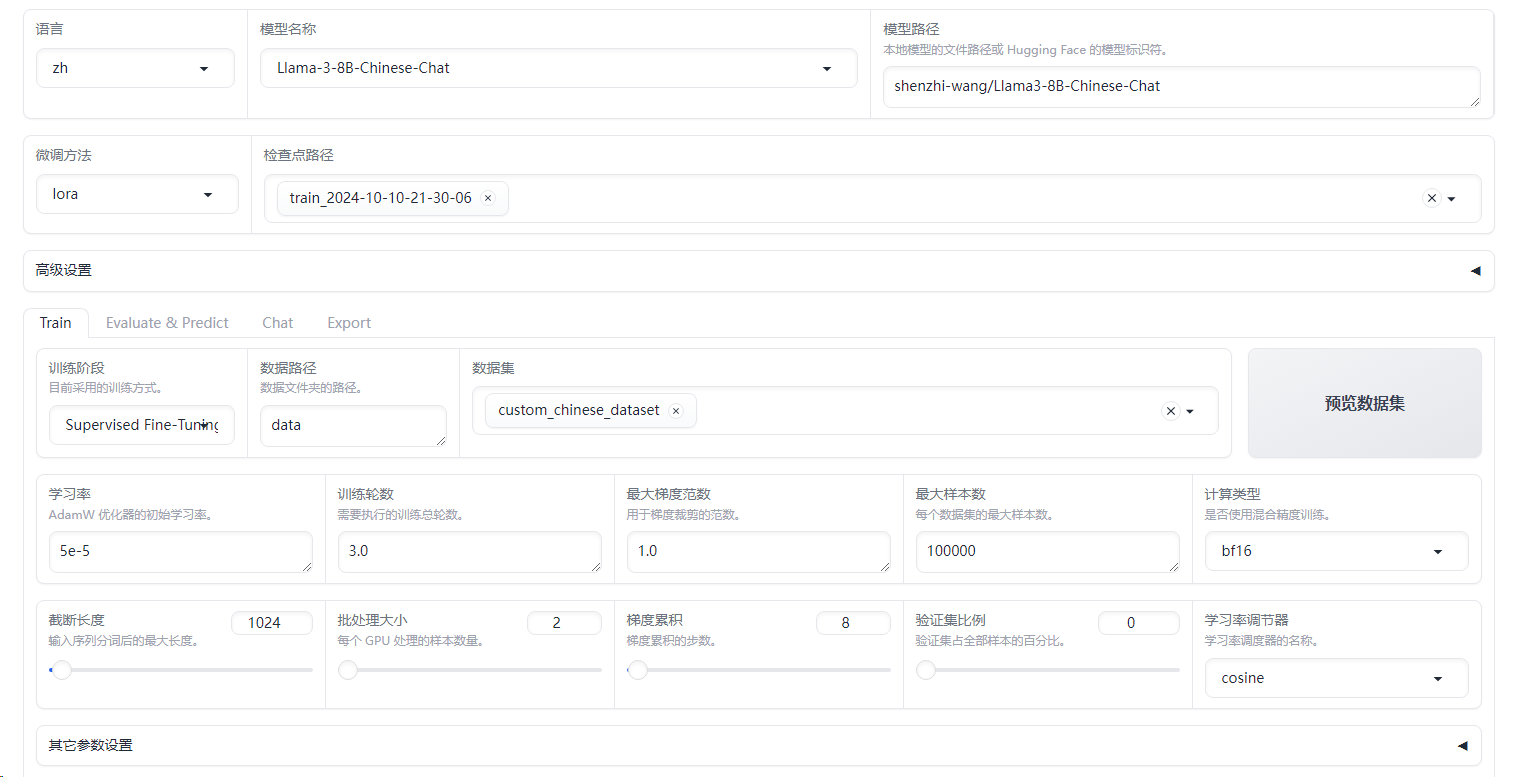 语言
zh
模型名称
Llama-3-8B-Chinese-Chat
模型路径
本地模型的文件路径或 Hugging Face 的模型标识符。
shenzhi-wang/Llama3-8B-Chinese-Chat
微调方法
lora
检查点路径
train_2024-10-10-21-30-06 ×
×
高级设置
Train Evaluate & Predict Chat Export
训练阶段
目前采用的训练方式。
Supervised Fine-Tuning
数据路径
数据文件夹的路径。
data
数据集
custom_chinese_dataset ×
×
预览数据集
学习率
AdamW 优化器的初始学习率。
5e-5
训练轮数
需要执行的训练总轮数。
3.0
最大梯度范数
用于梯度裁剪的范数。
1.0
最大样本数
每个数据集的最大样本数。
100000
计算类型
是否使用混合精度训练。
bf16
截断长度
1024
输入序列分词后的最大长度。
批处理大小
2
每个 GPU 处理的样本数量。
梯度累积
8
梯度累积的步数。
验证集比例
0
验证集占全部样本的百分比。
学习率调节器
学习率调度器的名称。
cosine
其它参数设置